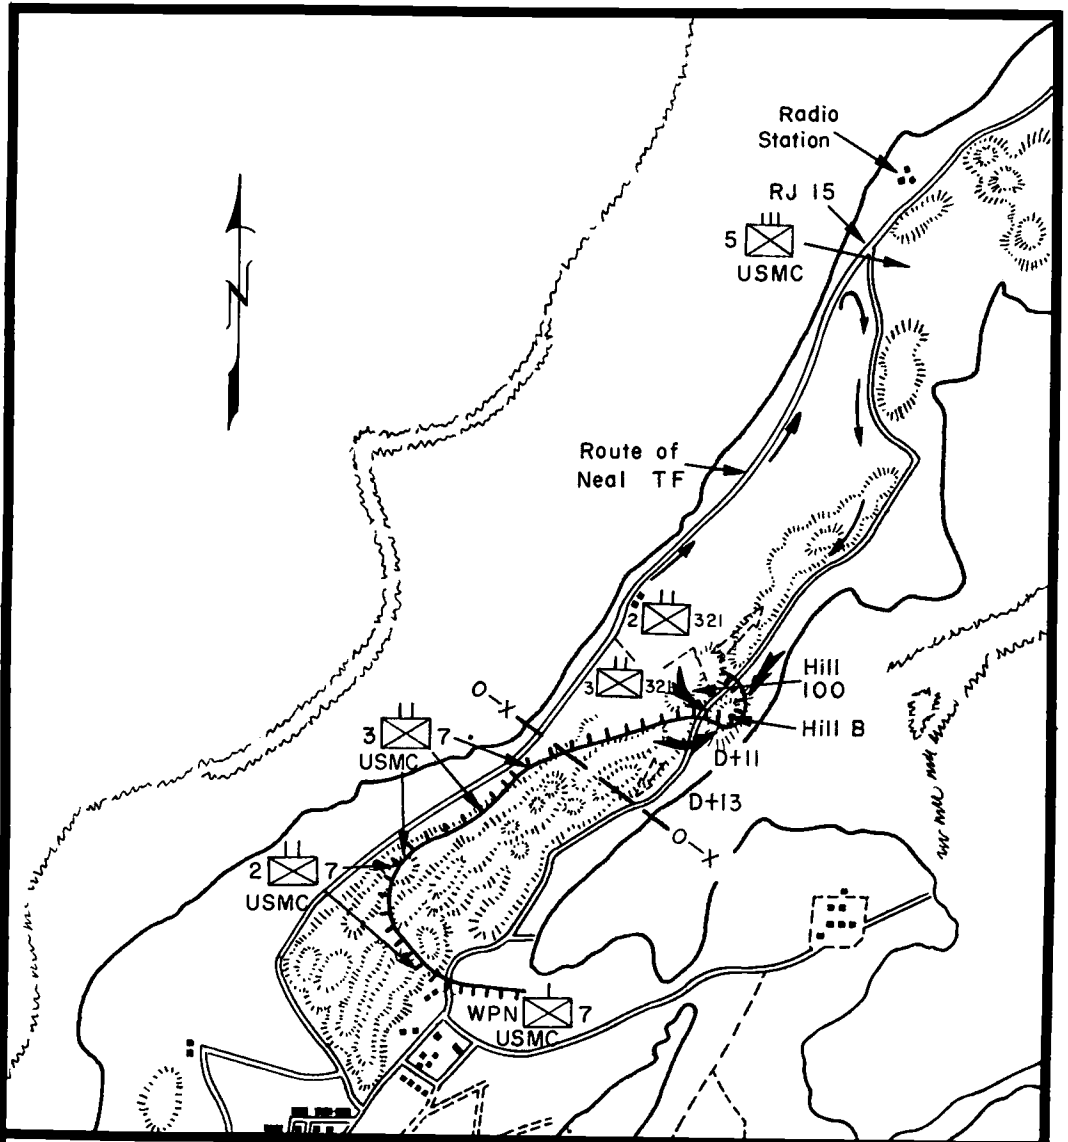 Radio
Station
RJ 15
5
USMC
Route of
Neal TF
2 321
3 321
Hill
100
O-X
Hill B
3 7
USMC
D+11
D+13
O-X
2 7
USMC
WPN 7
USMC
N